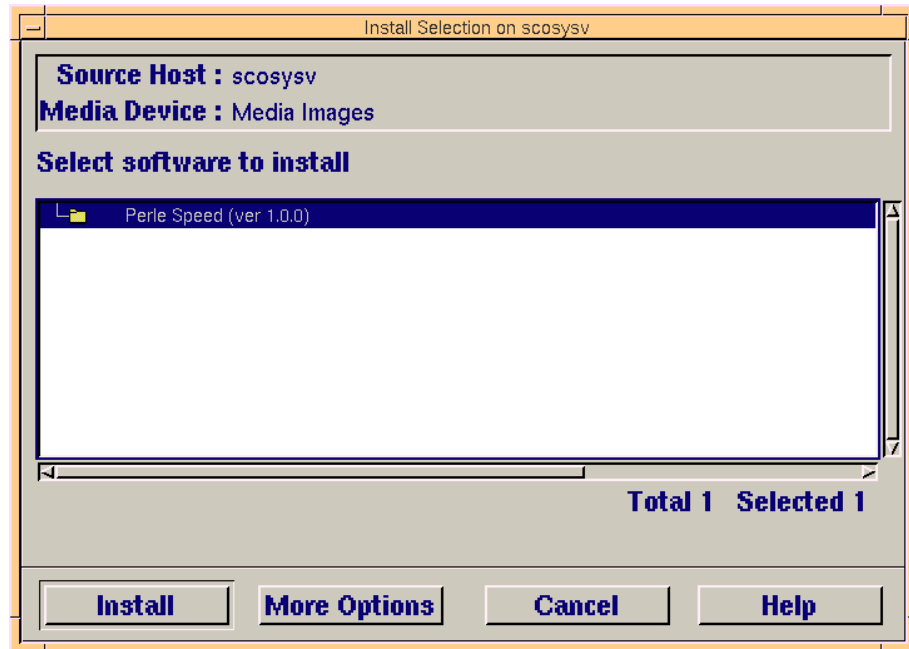 Install Selection on scosysv
Source Host : scosysv
Media Device : Media Images
Select software to install
Perle Speed (ver 1.0.0)
Total 1 Selected 1
Install More Options Cancel Help